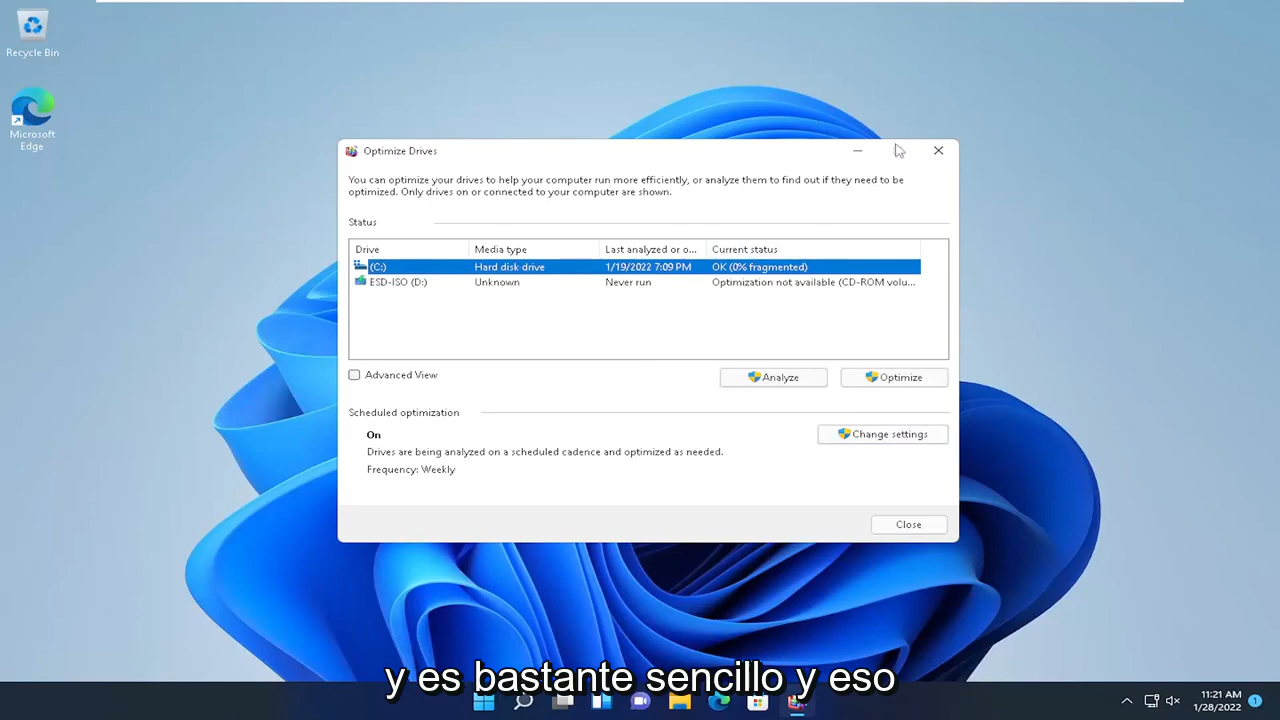 Recycle Bin
Microsoft
Edge
Optimize Drives
You can optimize your drives to help your computer run more efficiently, or analyze them to find out if they need to be
optimized. Only drives on or connected to your computer are shown.
Status
Drive Media type Last analyzed or o... Current status
(C:) Hard disk drive 1/19/2022 7:09 PM OK (0% fragmented)
ESD-ISO (D:) Unknown Never run Optimization not available (CD-ROM volu...
Advanced View
Analyze
Optimize
Scheduled optimization
On
Change settings
Drives are being analyzed on a scheduled cadence and optimized as needed.
Frequency: Weekly
Close
y es bastante sencillo y eso
11:21 AM
1/28/2022
1